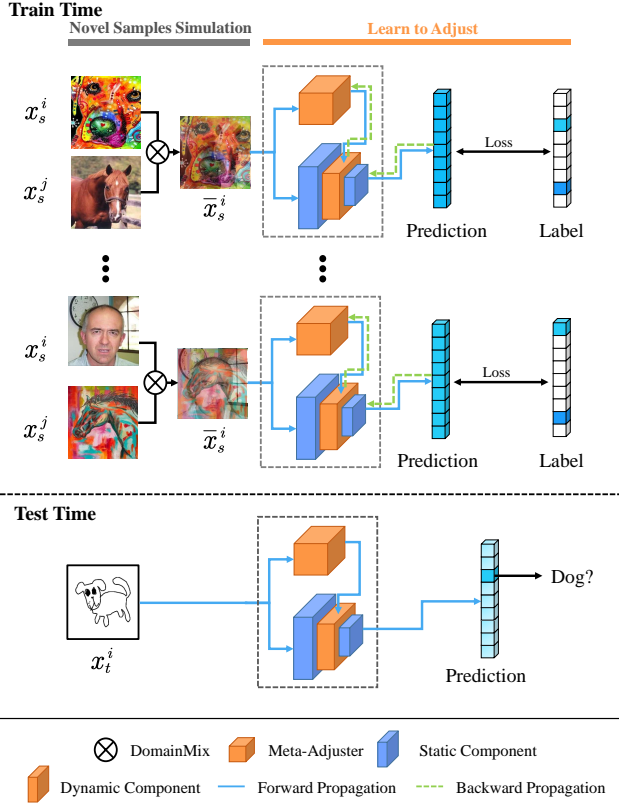 Train Time
Novel Samples Simulation
Learn to Adjust
x_s^i
x_s^j
x̄_s^i
Loss
Prediction
Label
x_s^i
x_s^j
x̄_s^i
Loss
Prediction
Label
Test Time
x_t^i
Dog?
Prediction
DomainMix
Meta-Adjuster
Static Component
Dynamic Component
Forward Propagation
Backward Propagation